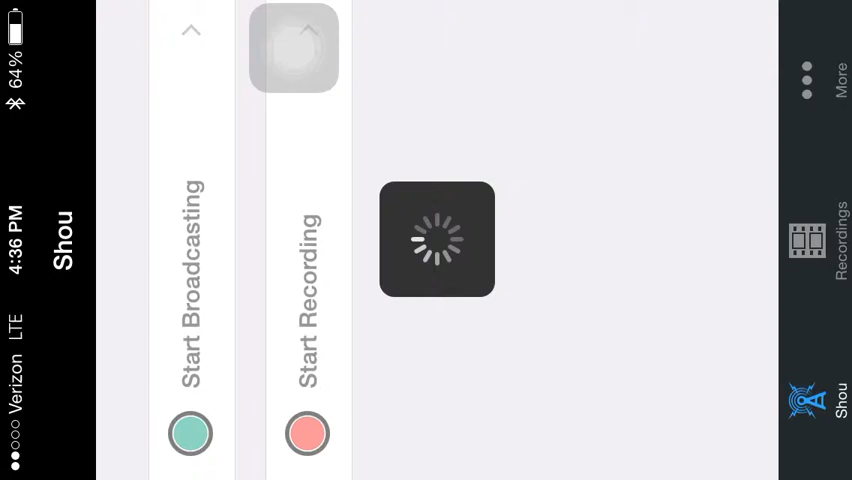 Verizon LTE 4:36 PM 64%
Shou
Start Broadcasting
Start Recording
Shou Recordings More